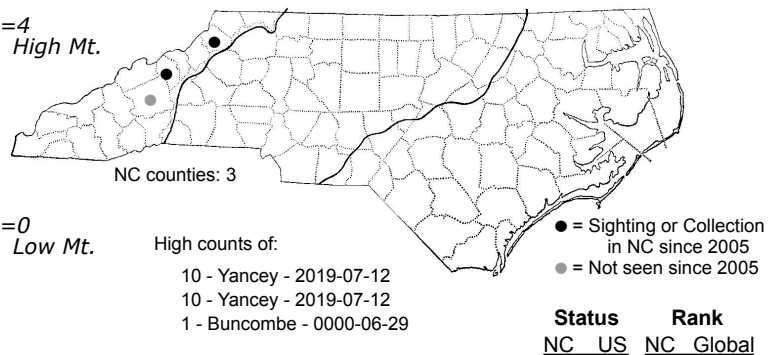 =4
High Mt.
NC counties: 3
=0
Low Mt.
High counts of:
10 - Yancey - 2019-07-12
10 - Yancey - 2019-07-12
1 - Buncombe - 0000-06-29
= Sighting or Collection
in NC since 2005
= Not seen since 2005
Status Rank
NC US NC Global